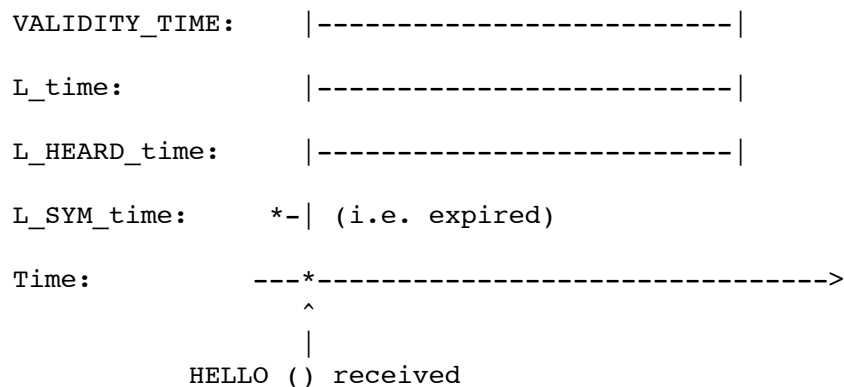 VALIDITY_TIME:    |--------------------------|
L_time:           |--------------------------|
L_HEARD_time:     |--------------------------|
L_SYM_time:     *-| (i.e. expired)
Time:          ---*-------------------------------->
^
|
HELLO () received